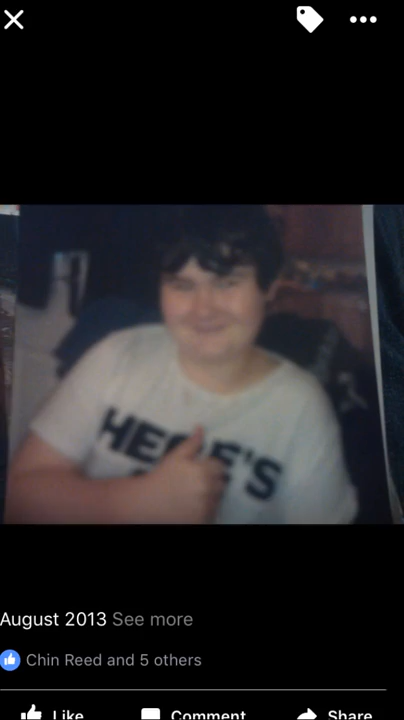 HERE'S
August 2013 See more
Chin Reed and 5 others
Like Comment Share